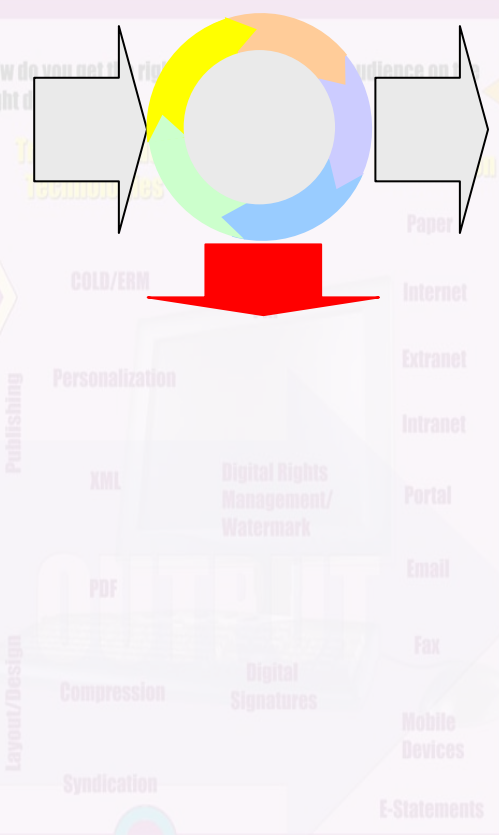 COLD/ERM
Personalization
XML
PDF
Compression
Syndication
Publishing
Layout/Design
Digital Rights
Management/
Watermark
Digital
Signatures
Technologies
Paper
Internet
Extranet
Intranet
Portal
Email
Fax
Mobile
Devices
E-Statements